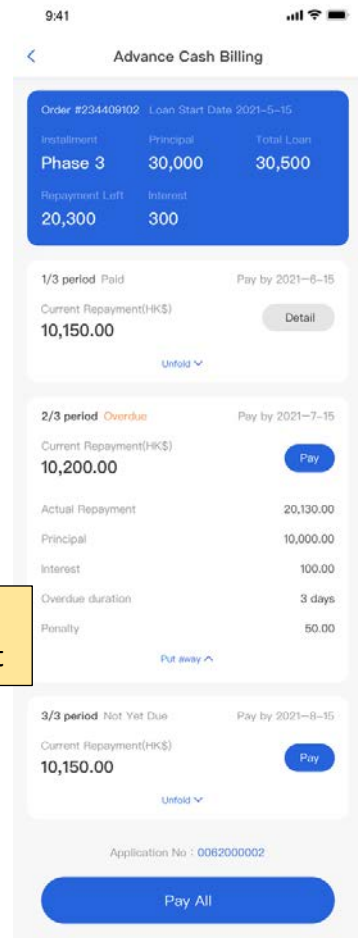 9:41
Advance Cash Billing
Order #234409102 Loan Start Date 2021-5-15
Installment Principal Total Loan
Phase 3 30,000 30,500
Repayment Left Interest
20,300 300
1/3 period Paid Pay by 2021-6-15
Current Repayment(HK$)
10,150.00
Detail
Unfold
2/3 period Overdue Pay by 2021-7-15
Current Repayment(HK$)
10,200.00
Pay
Actual Repayment 20,130.00
Principal 10,000.00
Interest 100.00
Overdue duration 3 days
Penalty 50.00
t
Put away
3/3 period Not Yet Due Pay by 2021-8-15
Current Repayment(HK$)
10,150.00
Pay
Unfold
Application No : 0062000002
Pay All